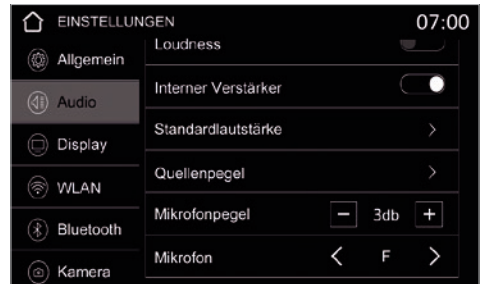 EINSTELLUNGEN 07:00
Allgemein
Audio
Display
WLAN
Bluetooth
Kamera
Loudness
Interner Verstärker
Standardlautstärke
Quellenpegel
Mikrofonpegel − 3db +
Mikrofon < F >